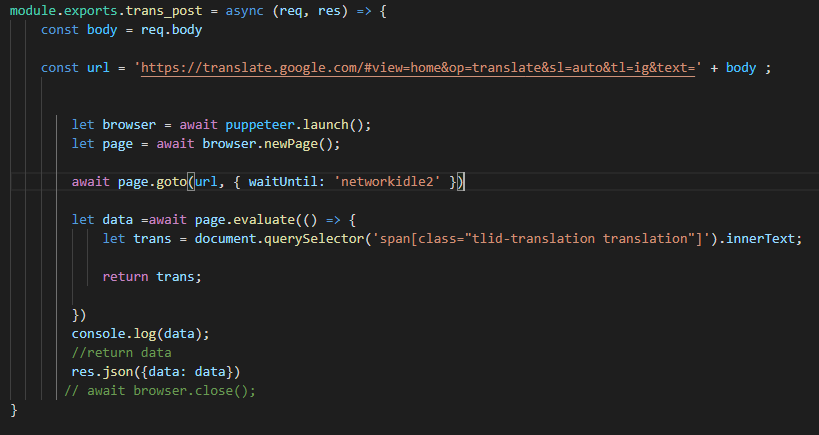 module.exports.trans_post = async (req, res) => {
const body = req.body
const url = 'https://translate.google.com/#view=home&op=translate&sl=auto&tl=ig&text=' + body ;
let browser = await puppeteer.launch();
let page = await browser.newPage();
await page.goto(url, { waitUntil: 'networkidle2' })
let data =await page.evaluate(() => {
let trans = document.querySelector('span[class="tlid-translation translation"]').innerText;
return trans;
})
console.log(data);
//return data
res.json({data: data})
// await browser.close();
}